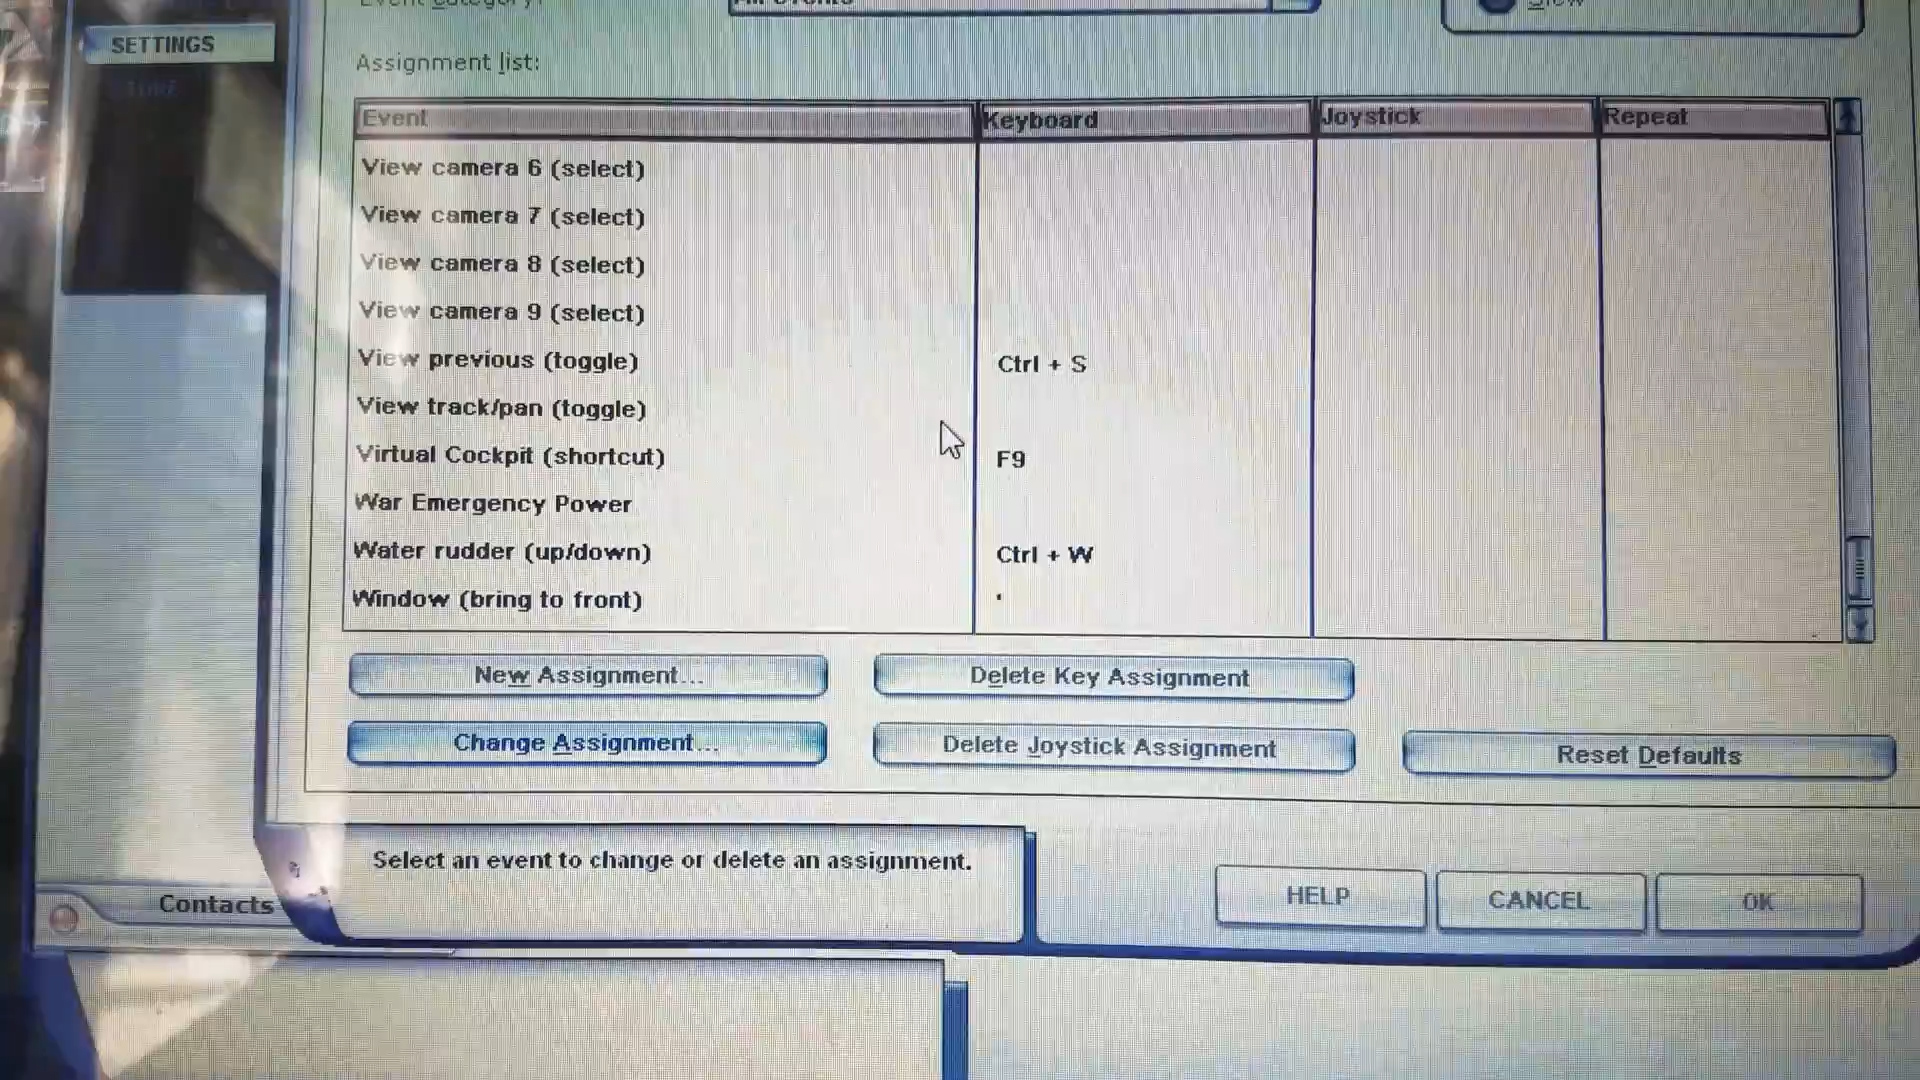 SETTINGS
Assignment list:
Event Keyboard Joystick Repeat
View camera 6 (select)
View camera 7 (select)
View camera 8 (select)
View camera 9 (select)
View previous (toggle) Ctrl + S
View track/pan (toggle)
Virtual Cockpit (shortcut) F9
War Emergency Power
Water rudder (up/down) Ctrl + W
Window (bring to front) '
New Assignment... Delete Key Assignment
Change Assignment... Delete Joystick Assignment Reset Defaults
Select an event to change or delete an assignment.
HELP CANCEL OK
Contacts